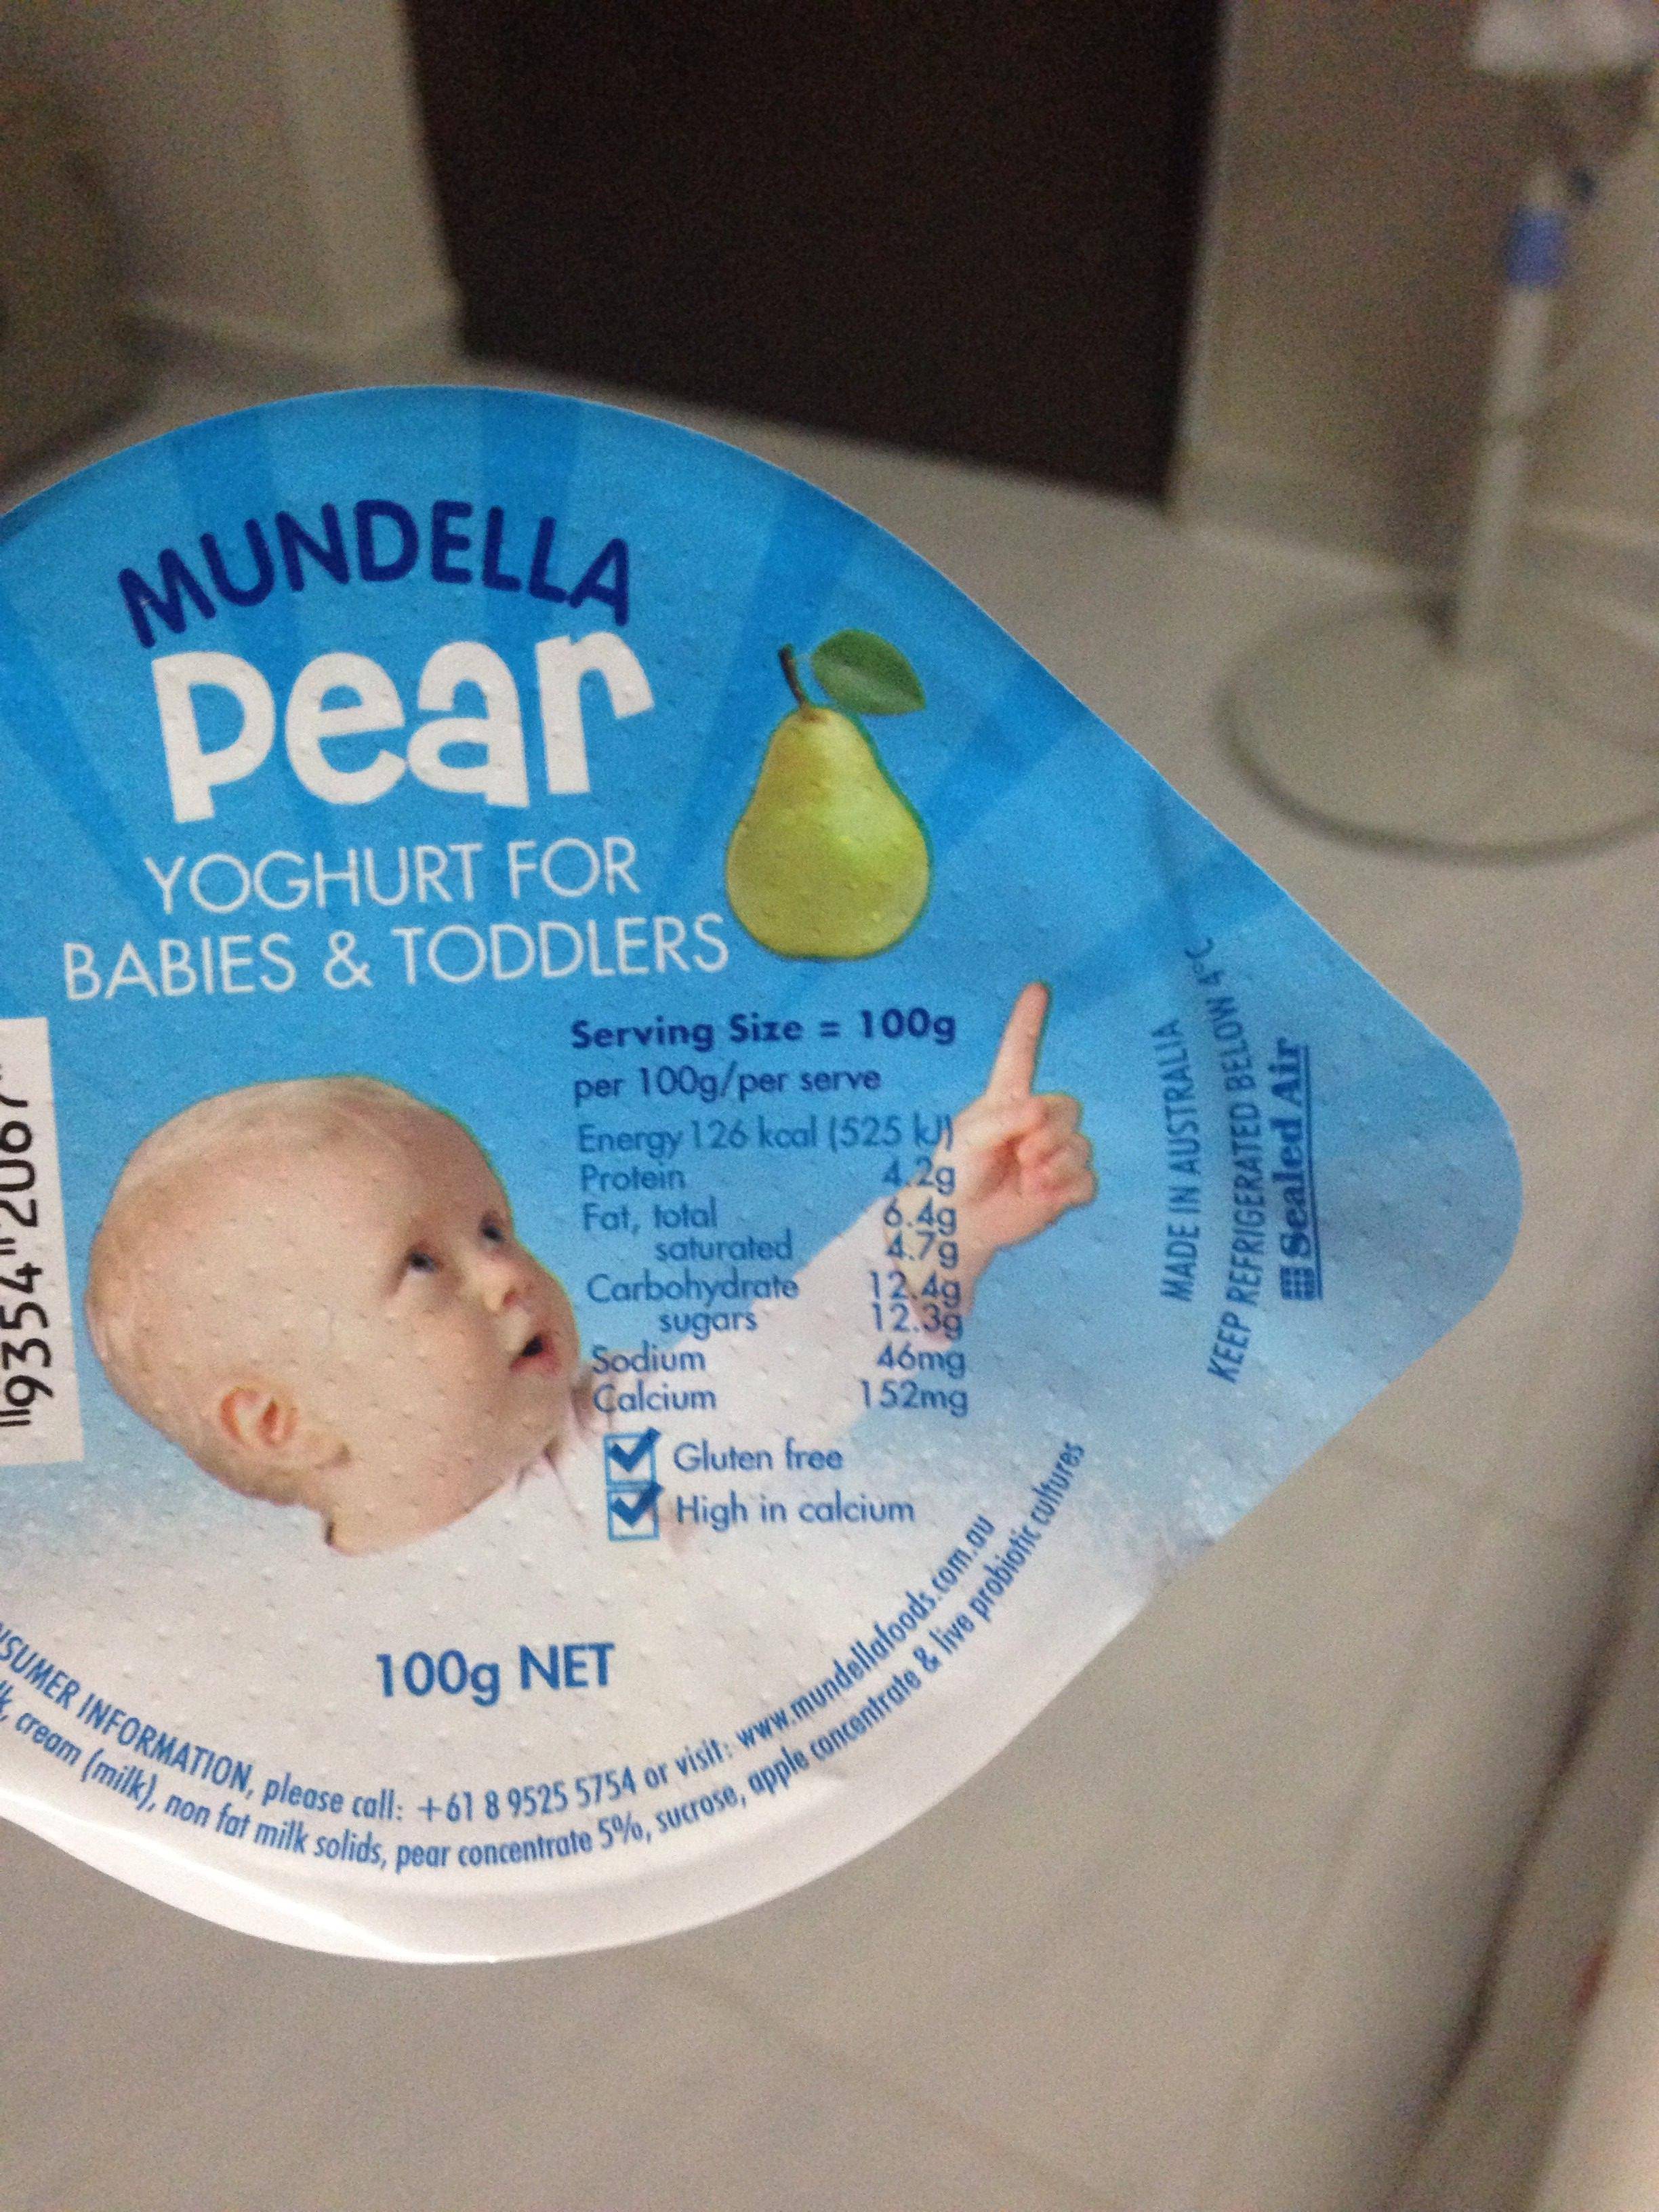 MUNDELLA
pear
YOGHURT FOR
BABIES & TODDLERS
Serving Size = 100g
per 100g/per serve
Energy 126 kcal (525 kJ)
Protein 4.2g
Fat, total 6.4g
saturated 4.7g
Carbohydrate 12.4g
sugars 12.3g
Sodium 46mg
Calcium 152mg
Gluten free
High in calcium
100g NET
INFORMATION, please call: +61 8 9525 5754 or visit: www.mundellafoods.com.au
cream (milk), non fat milk solids, pear concentrate 5%, sucrose, apple concentrate & live probiotic cultures
MADE IN AUSTRALIA
KEEP REFRIGERATED BELOW 4°C
Sealed Air